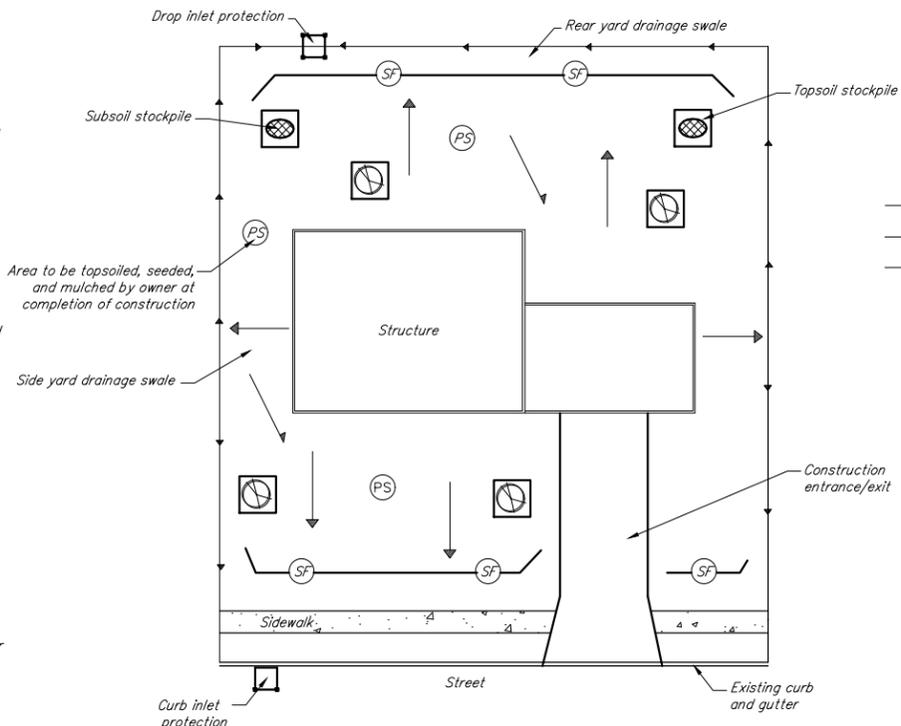 Drop inlet protection
Rear yard drainage swale
SF
SF
Subsoil stockpile
Topsoil stockpile
PS
PS
Area to be topsoiled, seeded,
and mulched by owner at
completion of construction
Structure
Side yard drainage swale
PS
Construction
entrance/exit
SF
SF
SF
Sidewalk
Street
Curb inlet
protection
Existing curb
and gutter